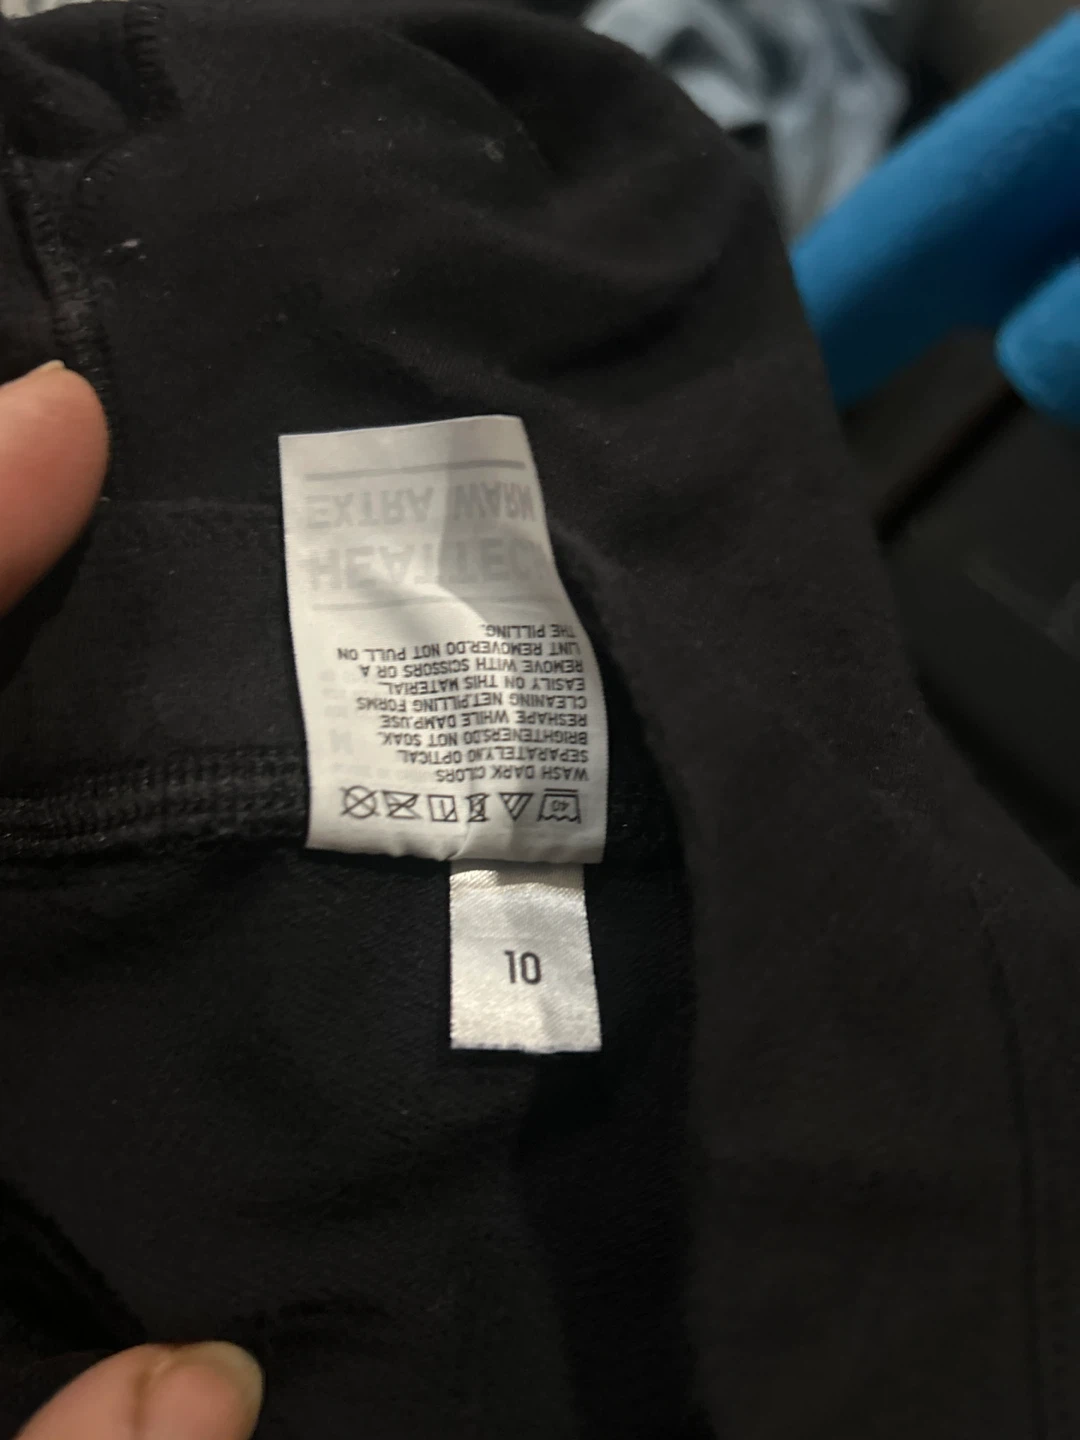 WASH DARK CLORS
SEPARATELY.NO OPTICAL
BRIGHTENERS.DO NOT SOAK.
RESHAPE WHILE DAMP.USE
CLEANING NET.PILLING FORMS
EASILY ON THIS MATERIAL.
REMOVE WITH SCISSORS OR A
LINT REMOVER.DO NOT PULL ON
THE PILLING.
HEATTECH
EXTRA WARM
40
10